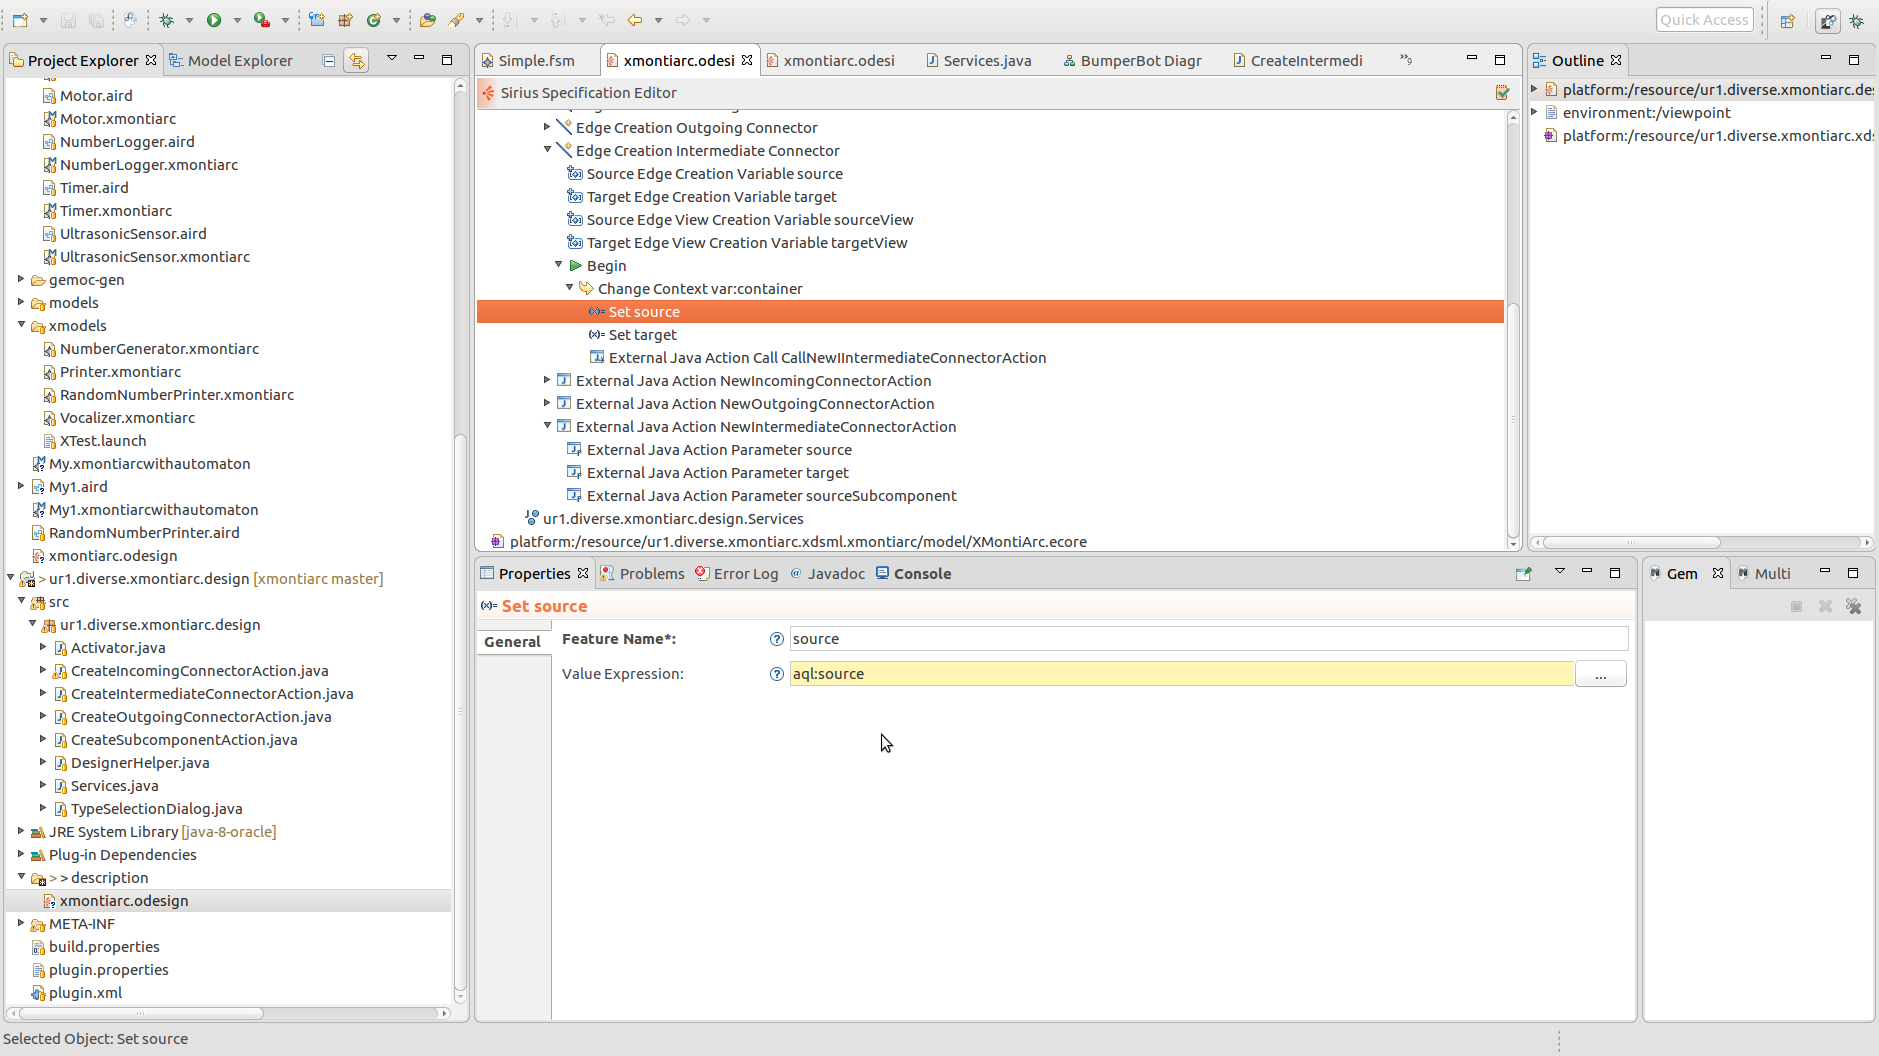 Quick Access
Project Explorer
Model Explorer
Motor.aird
Motor.xmontiarc
NumberLogger.aird
NumberLogger.xmontiarc
Timer.aird
Timer.xmontiarc
UltrasonicSensor.aird
UltrasonicSensor.xmontiarc
gemoc-gen
models
xmodels
NumberGenerator.xmontiarc
Printer.xmontiarc
RandomNumberPrinter.xmontiarc
Vocalizer.xmontiarc
XTest.launch
My.xmontiarcwithautomaton
My1.aird
My1.xmontiarcwithautomaton
RandomNumberPrinter.aird
xmontiarc.odesign
> ur1.diverse.xmontiarc.design [xmontiarc master]
src
ur1.diverse.xmontiarc.design
Activator.java
CreateIncomingConnectorAction.java
CreateIntermediateConnectorAction.java
CreateOutgoingConnectorAction.java
CreateSubcomponentAction.java
DesignerHelper.java
Services.java
TypeSelectionDialog.java
JRE System Library [java-8-oracle]
Plug-in Dependencies
> > description
xmontiarc.odesign
META-INF
build.properties
plugin.properties
plugin.xml
Simple.fsm
xmontiarc.odesi
xmontiarc.odesi
Services.java
BumperBot Diagr
CreateIntermedi
»9
Sirius Specification Editor
Edge Creation Outgoing Connector
Edge Creation Intermediate Connector
Source Edge Creation Variable source
Target Edge Creation Variable target
Source Edge View Creation Variable sourceView
Target Edge View Creation Variable targetView
Begin
Change Context var:container
Set source
Set target
External Java Action Call CallNewIIntermediateConnectorAction
External Java Action NewIncomingConnectorAction
External Java Action NewOutgoingConnectorAction
External Java Action NewIntermediateConnectorAction
External Java Action Parameter source
External Java Action Parameter target
External Java Action Parameter sourceSubcomponent
ur1.diverse.xmontiarc.design.Services
platform:/resource/ur1.diverse.xmontiarc.xdsml.xmontiarc/model/XMontiArc.ecore
Outline
platform:/resource/ur1.diverse.xmontiarc.de
environment:/viewpoint
platform:/resource/ur1.diverse.xmontiarc.xd
Properties
Problems
Error Log
@ Javadoc
Console
Set source
General
Feature Name*:
source
Value Expression:
aql:source
...
Gem
Multi
Selected Object: Set source